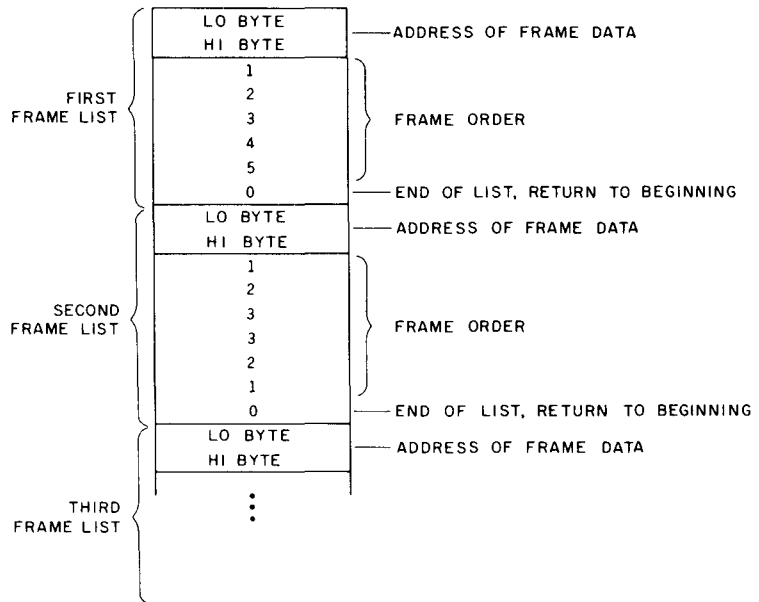 LO BYTE
HI BYTE
ADDRESS OF FRAME DATA
FIRST
FRAME LIST
1
2
3
4
5
FRAME ORDER
0
END OF LIST, RETURN TO BEGINNING
LO BYTE
HI BYTE
ADDRESS OF FRAME DATA
SECOND
FRAME LIST
1
2
3
3
2
1
FRAME ORDER
0
END OF LIST, RETURN TO BEGINNING
LO BYTE
HI BYTE
ADDRESS OF FRAME DATA
THIRD
FRAME LIST